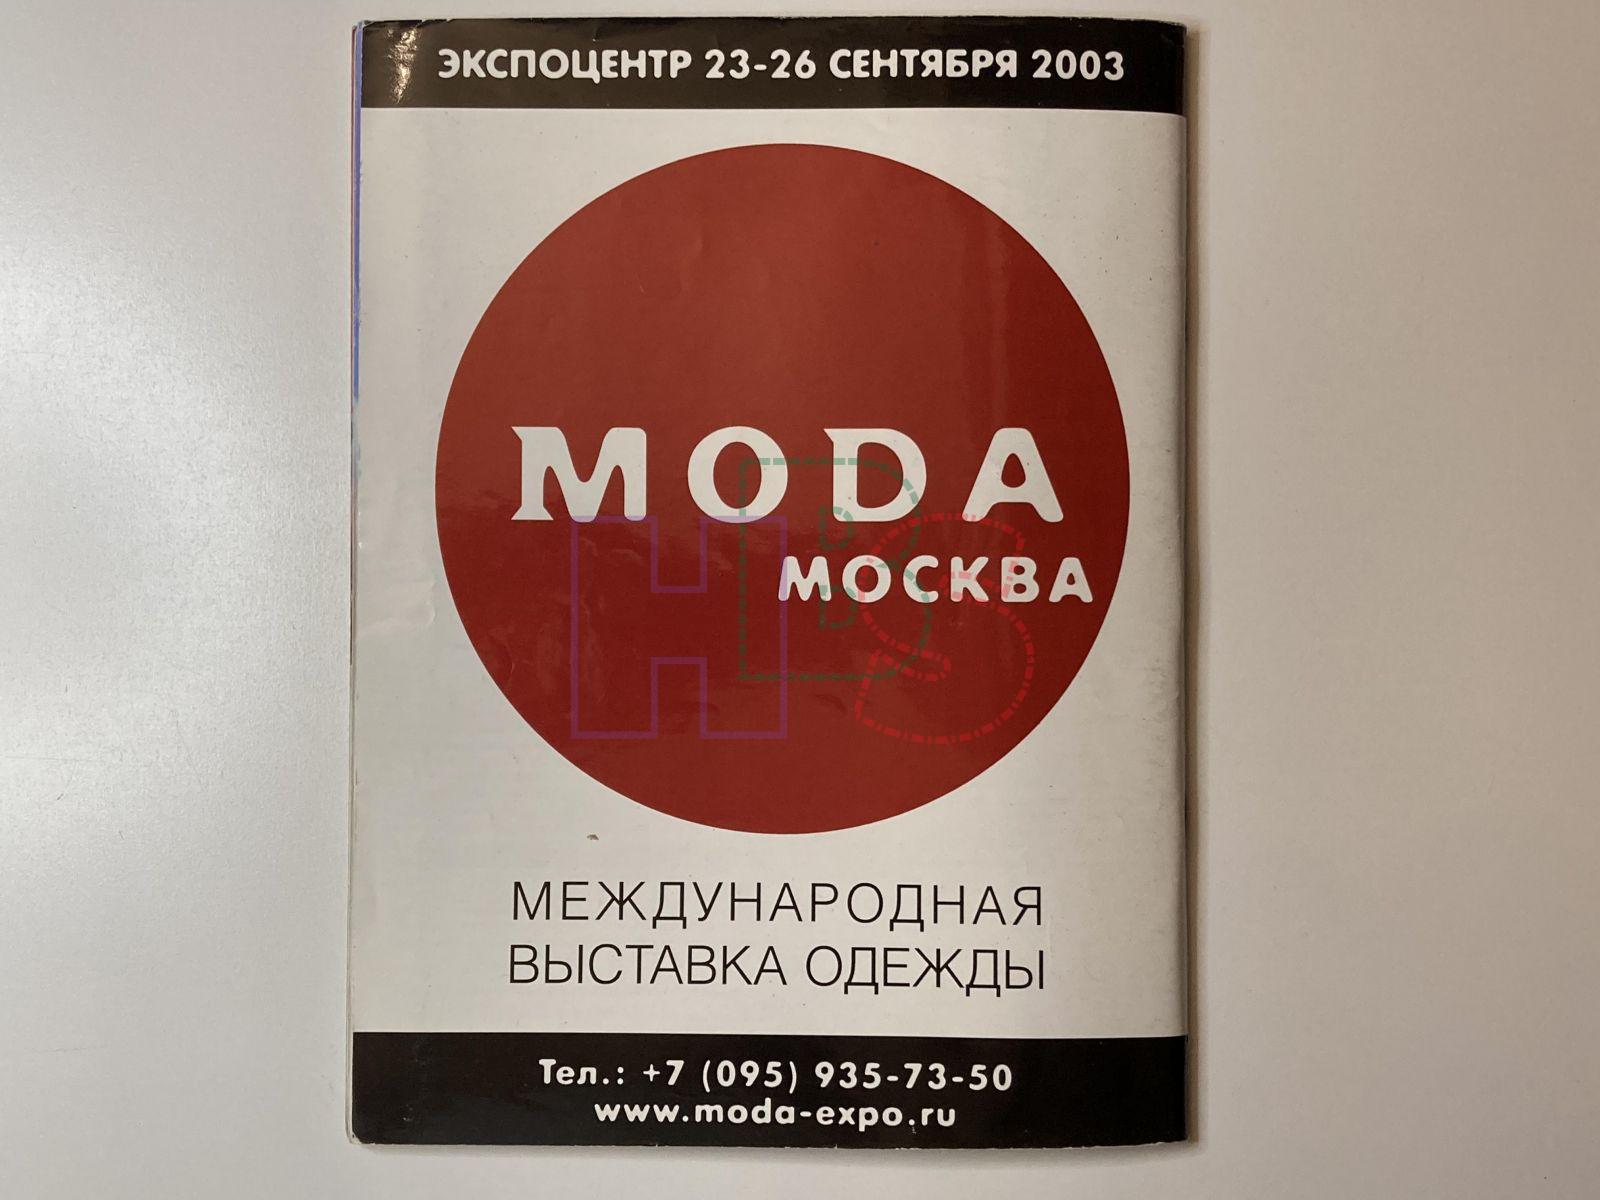 ЭКСПОЦЕНТР 23-26 СЕНТЯБРЯ 2003
MODA
МОСКВА
H B S
МЕЖДУНАРОДНАЯ
ВЫСТАВКА ОДЕЖДЫ
Тел.: +7 (095) 935-73-50
www.moda-expo.ru